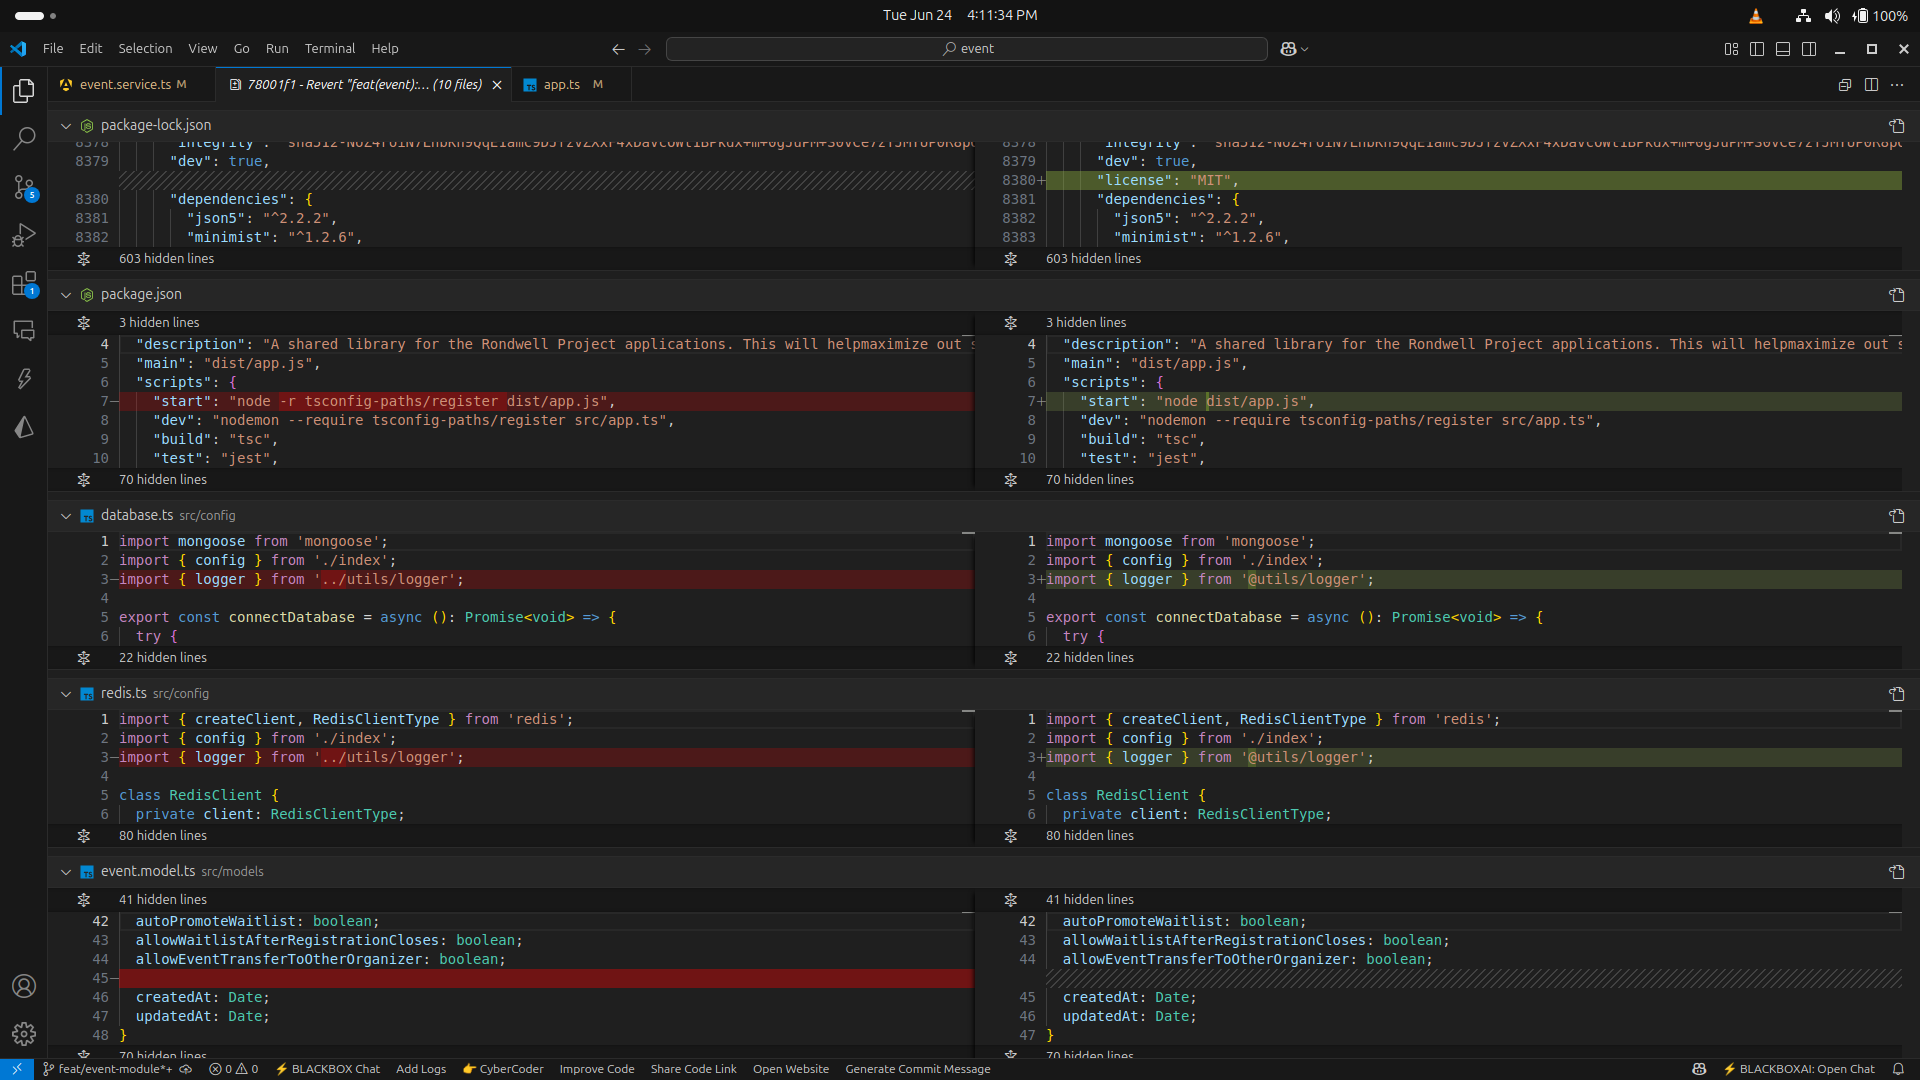 Tue Jun 24 4:11:34 PM
100%
File Edit Selection View Go Run Terminal Help
event
event.service.ts M
78001f1 - Revert "feat(event):... (10 files)
app.ts M
package-lock.json
8379 "dev": true,
8380 "dependencies": {
8381 "json5": "^2.2.2",
8382 "minimist": "^1.2.6",
603 hidden lines
8379 "dev": true,
8380+ "license": "MIT",
8381 "dependencies": {
8382 "json5": "^2.2.2",
8383 "minimist": "^1.2.6",
603 hidden lines
package.json
3 hidden lines
4 "description": "A shared library for the Rondwell Project applications. This will helpmaximize out s
5 "main": "dist/app.js",
6 "scripts": {
7− "start": "node -r tsconfig-paths/register dist/app.js",
8 "dev": "nodemon --require tsconfig-paths/register src/app.ts",
9 "build": "tsc",
10 "test": "jest",
70 hidden lines
3 hidden lines
4 "description": "A shared library for the Rondwell Project applications. This will helpmaximize out s
5 "main": "dist/app.js",
6 "scripts": {
7+ "start": "node dist/app.js",
8 "dev": "nodemon --require tsconfig-paths/register src/app.ts",
9 "build": "tsc",
10 "test": "jest",
70 hidden lines
database.ts src/config
1 import mongoose from 'mongoose';
2 import { config } from './index';
3− import { logger } from '../utils/logger';
4
5 export const connectDatabase = async (): Promise<void> => {
6 try {
22 hidden lines
1 import mongoose from 'mongoose';
2 import { config } from './index';
3+ import { logger } from '@utils/logger';
4
5 export const connectDatabase = async (): Promise<void> => {
6 try {
22 hidden lines
redis.ts src/config
1 import { createClient, RedisClientType } from 'redis';
2 import { config } from './index';
3− import { logger } from '../utils/logger';
4
5 class RedisClient {
6 private client: RedisClientType;
80 hidden lines
1 import { createClient, RedisClientType } from 'redis';
2 import { config } from './index';
3+ import { logger } from '@utils/logger';
4
5 class RedisClient {
6 private client: RedisClientType;
80 hidden lines
event.model.ts src/models
41 hidden lines
42 autoPromoteWaitlist: boolean;
43 allowWaitlistAfterRegistrationCloses: boolean;
44 allowEventTransferToOtherOrganizer: boolean;
45−
46 createdAt: Date;
47 updatedAt: Date;
48 }
70 hidden lines
41 hidden lines
42 autoPromoteWaitlist: boolean;
43 allowWaitlistAfterRegistrationCloses: boolean;
44 allowEventTransferToOtherOrganizer: boolean;
45 createdAt: Date;
46 updatedAt: Date;
47 }
70 hidden lines
5
1
feat/event-module*+ 0 0 BLACKBOX Chat Add Logs CyberCoder Improve Code Share Code Link Open Website Generate Commit Message BLACKBOXAI: Open Chat